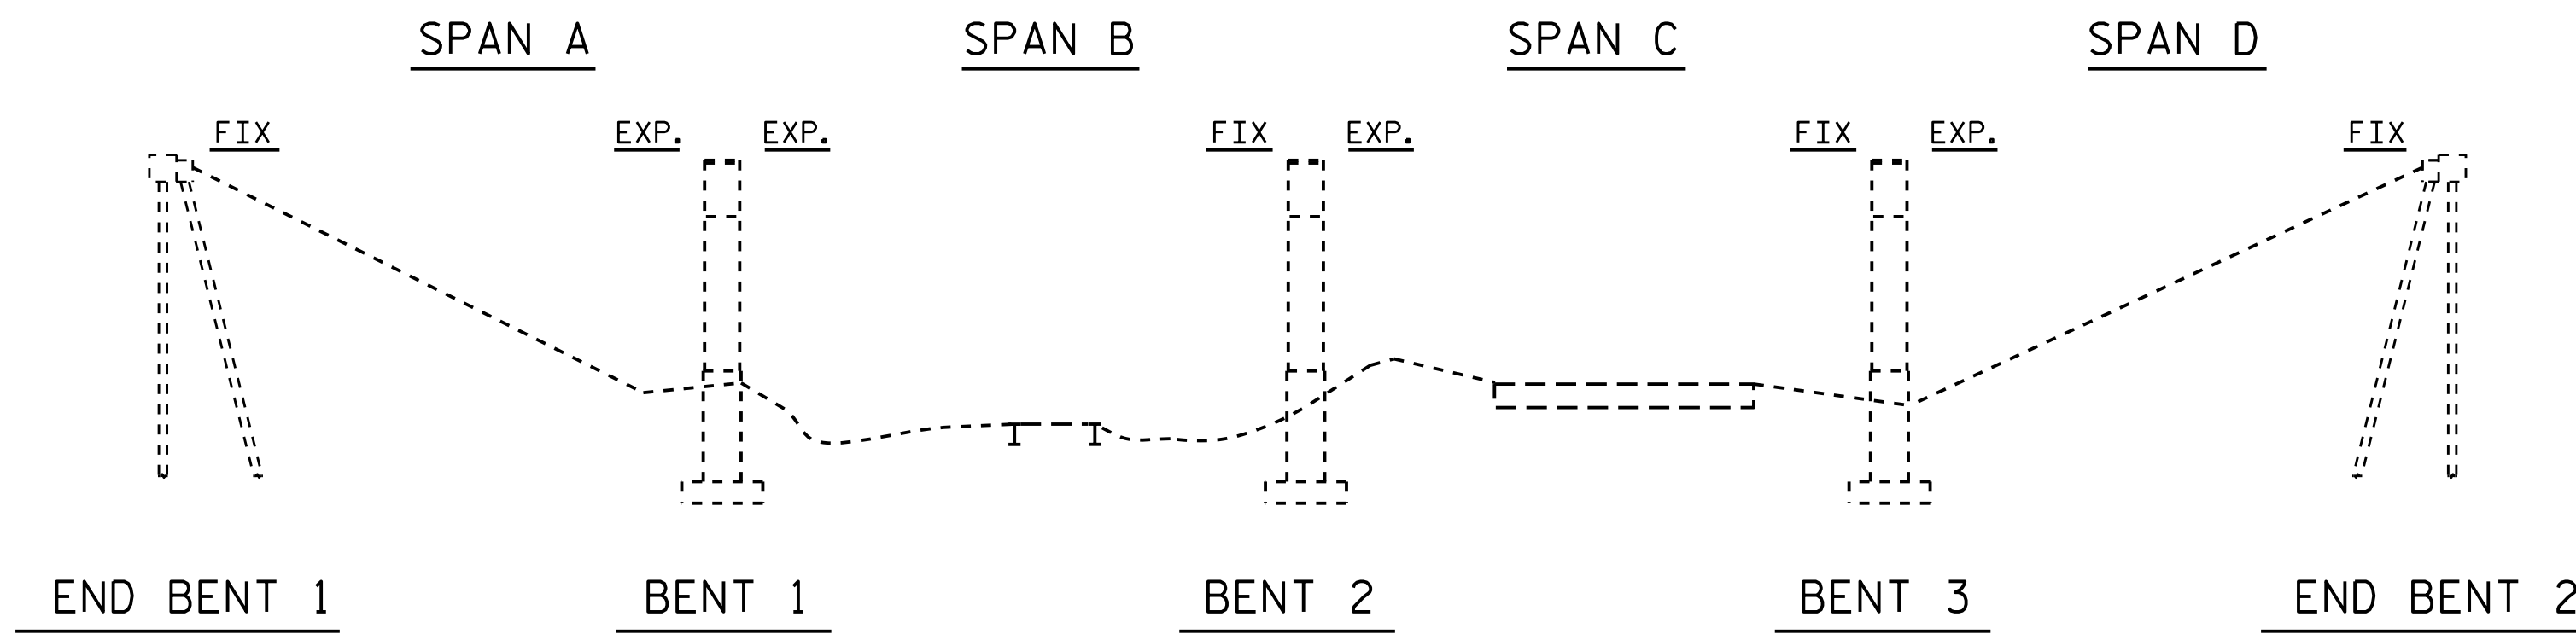 SPAN A SPAN B SPAN C SPAN D
FIX EXP. EXP. FIX EXP. FIX EXP. FIX
END BENT 1 BENT 1 BENT 2 BENT 3 END BENT 2